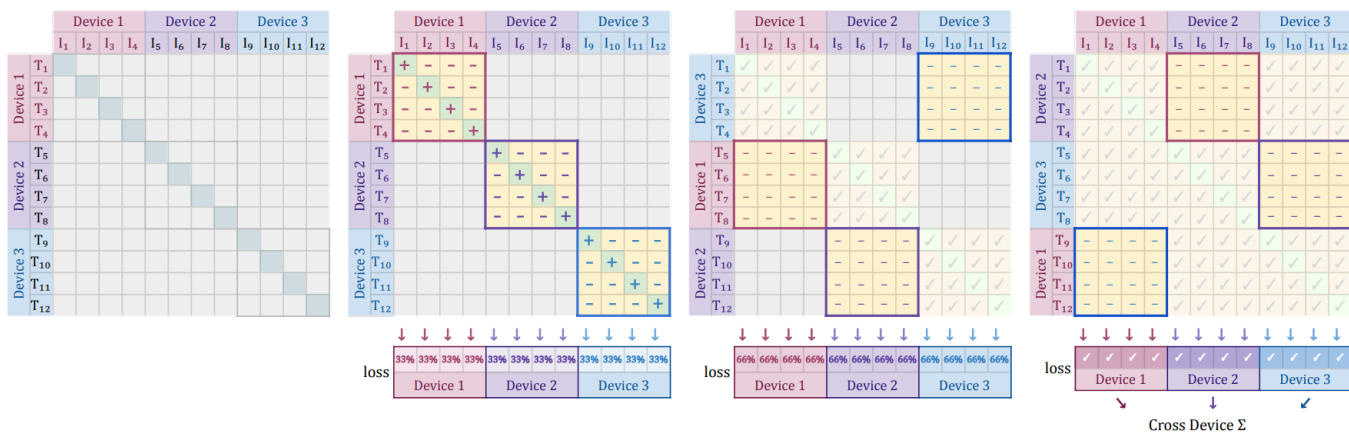 Device 1 Device 2 Device 3
I₁ I₂ I₃ I₄ I₅ I₆ I₇ I₈ I₉ I₁₀ I₁₁ I₁₂
Device 1
T₁
T₂
T₃
T₄
Device 2
T₅
T₆
T₇
T₈
Device 3
T₉
T₁₀
T₁₁
T₁₂
Device 1 Device 2 Device 3
I₁ I₂ I₃ I₄ I₅ I₆ I₇ I₈ I₉ I₁₀ I₁₁ I₁₂
Device 1
T₁ + − − −
T₂ − + − −
T₃ − − + −
T₄ − − − +
Device 2
T₅ + − − −
T₆ − + − −
T₇ − − + −
T₈ − − − +
Device 3
T₉ + − − −
T₁₀ − + − −
T₁₁ − − + −
T₁₂ − − − +
↓ ↓ ↓ ↓ ↓ ↓ ↓ ↓ ↓ ↓ ↓ ↓
loss 33% 33% 33% 33% 33% 33% 33% 33% 33% 33% 33% 33%
Device 1 Device 2 Device 3
Device 1 Device 2 Device 3
I₁ I₂ I₃ I₄ I₅ I₆ I₇ I₈ I₉ I₁₀ I₁₁ I₁₂
Device 3
T₁ ✓ ✓ ✓ ✓ − − − −
T₂ ✓ ✓ ✓ ✓ − − − −
T₃ ✓ ✓ ✓ ✓ − − − −
T₄ ✓ ✓ ✓ ✓ − − − −
Device 1
T₅ − − − − ✓ ✓ ✓ ✓
T₆ − − − − ✓ ✓ ✓ ✓
T₇ − − − − ✓ ✓ ✓ ✓
T₈ − − − − ✓ ✓ ✓ ✓
Device 2
T₉ − − − − ✓ ✓ ✓ ✓
T₁₀ − − − − ✓ ✓ ✓ ✓
T₁₁ − − − − ✓ ✓ ✓ ✓
T₁₂ − − − − ✓ ✓ ✓ ✓
↓ ↓ ↓ ↓ ↓ ↓ ↓ ↓ ↓ ↓ ↓ ↓
loss 66% 66% 66% 66% 66% 66% 66% 66% 66% 66% 66% 66%
Device 1 Device 2 Device 3
Device 1 Device 2 Device 3
I₁ I₂ I₃ I₄ I₅ I₆ I₇ I₈ I₉ I₁₀ I₁₁ I₁₂
Device 2
T₁ ✓ ✓ ✓ ✓ − − − − ✓ ✓ ✓ ✓
T₂ ✓ ✓ ✓ ✓ − − − − ✓ ✓ ✓ ✓
T₃ ✓ ✓ ✓ ✓ − − − − ✓ ✓ ✓ ✓
T₄ ✓ ✓ ✓ ✓ − − − − ✓ ✓ ✓ ✓
Device 3
T₅ ✓ ✓ ✓ ✓ ✓ ✓ ✓ ✓ − − − −
T₆ ✓ ✓ ✓ ✓ ✓ ✓ ✓ ✓ − − − −
T₇ ✓ ✓ ✓ ✓ ✓ ✓ ✓ ✓ − − − −
T₈ ✓ ✓ ✓ ✓ ✓ ✓ ✓ ✓ − − − −
Device 1
T₉ − − − − ✓ ✓ ✓ ✓ ✓ ✓ ✓ ✓
T₁₀ − − − − ✓ ✓ ✓ ✓ ✓ ✓ ✓ ✓
T₁₁ − − − − ✓ ✓ ✓ ✓ ✓ ✓ ✓ ✓
T₁₂ − − − − ✓ ✓ ✓ ✓ ✓ ✓ ✓ ✓
↓ ↓ ↓ ↓ ↓ ↓ ↓ ↓ ↓ ↓ ↓ ↓
loss ✓ ✓ ✓ ✓ ✓ ✓ ✓ ✓ ✓ ✓ ✓ ✓
Device 1 Device 2 Device 3
↘ ↓ ↙
Cross Device Σ